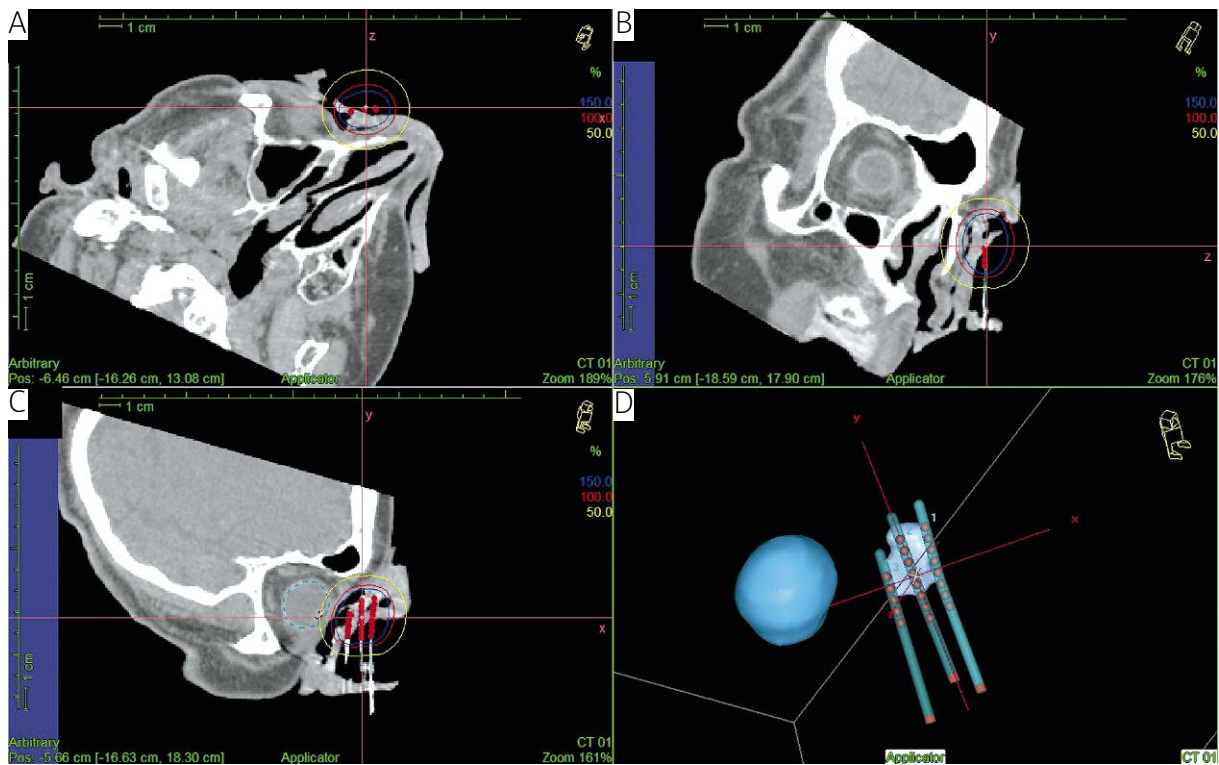 A
1 cm
z
%
150.0
100.0
x
50.0
1 cm
Arbitrary
CT 01
Pos: -6.46 cm [-16.26 cm, 13.08 cm]
Applicator
Zoom 189%
B
1 cm
y
%
150.0
100.0
50.0
z
1 cm
Arbitrary
CT 01
Pos: 5.91 cm [-18.59 cm, 17.90 cm]
Applicator
Zoom 176%
C
1 cm
y
%
150.0
100.0
50.0
x
1 cm
Arbitrary
CT 01
Pos: -5.66 cm [-16.63 cm, 18.30 cm]
Applicator
Zoom 161%
D
y
1
x
z
Applicator
CT 01